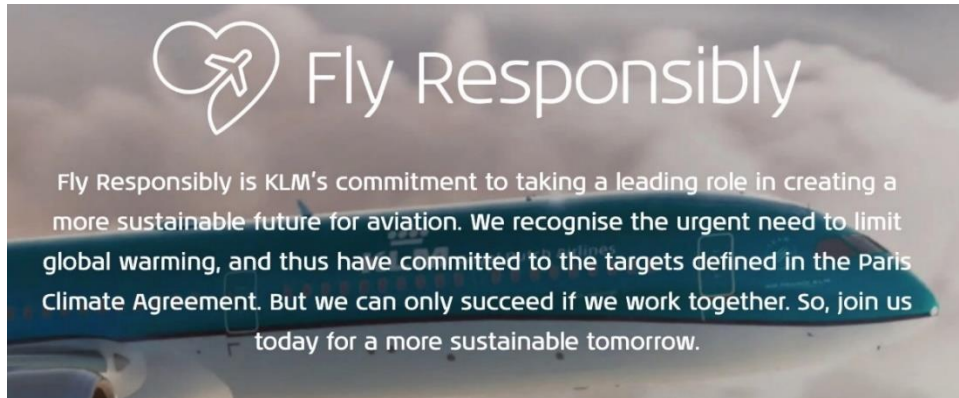 Fly Responsibly
Fly Responsibly is KLM's commitment to taking a leading role in creating a
more sustainable future for aviation. We recognise the urgent need to limit
global warming, and thus have committed to the targets defined in the Paris
Climate Agreement. But we can only succeed if we work together. So, join us
today for a more sustainable tomorrow.